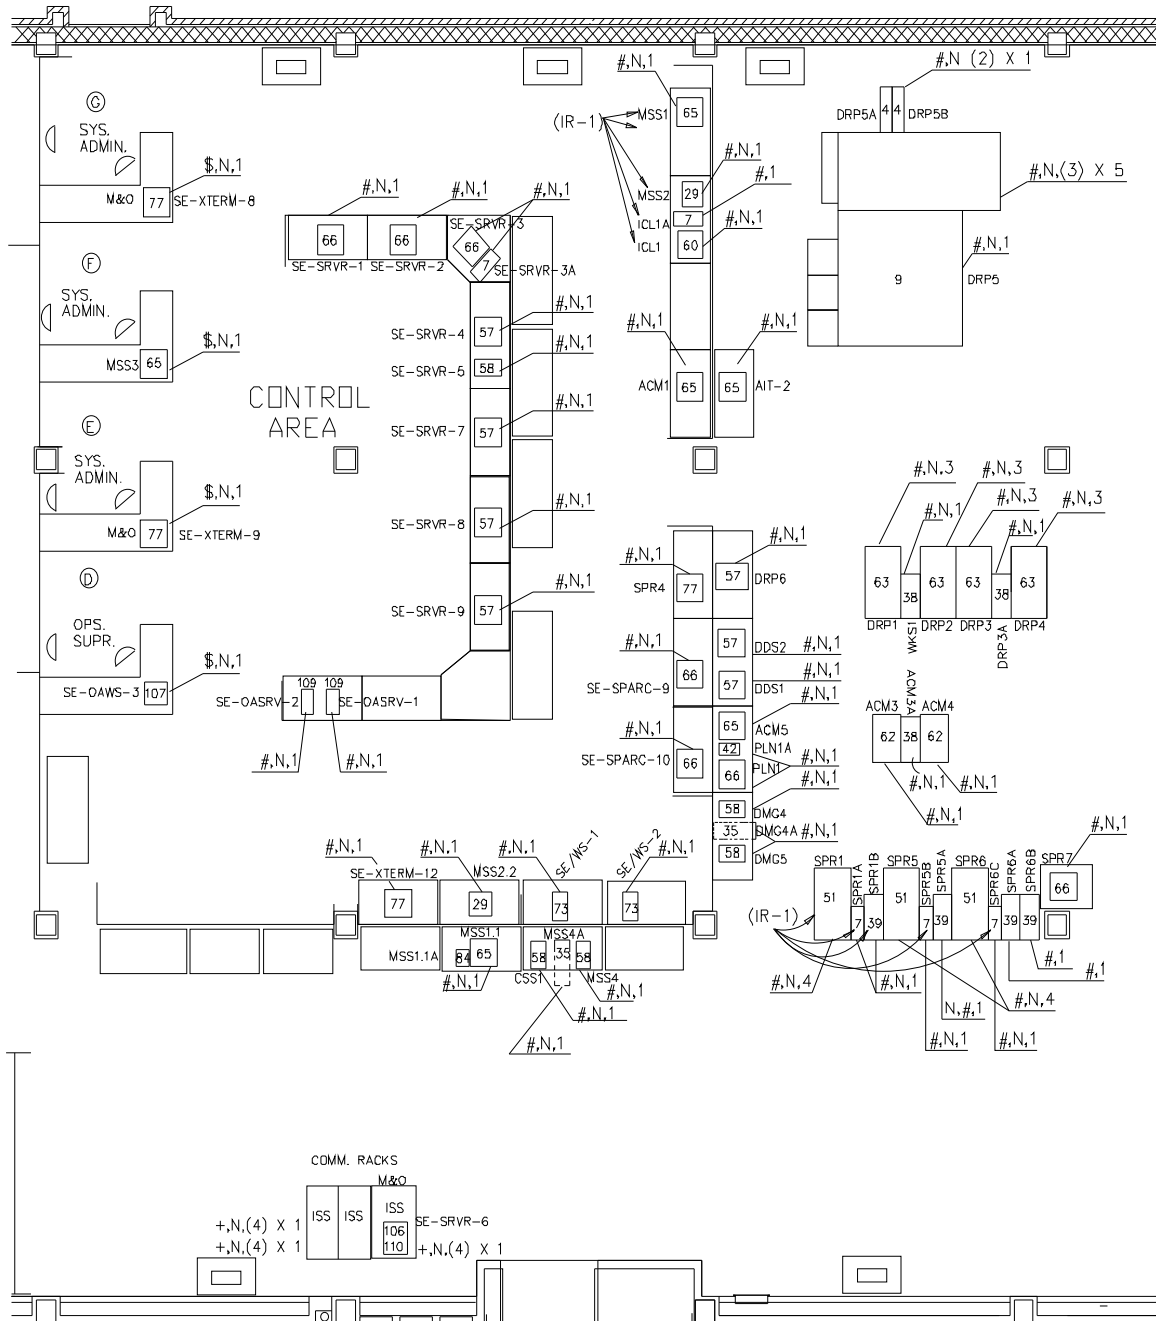 #,N (2) X 1
#,N,1
DRP5A
4
4
DRP5B
G
SYS.
ADMIN.
MSS1
65
(IR-1)
$,N,1
#,N,1
#,1
#,N,(3) X 5
M&O
77
SE-XTERM-8
#,N,1
#,N,1
#,N,1
MSS2
29
ICL1A
7
#,N,1
ICL1
60
SE-SRVR-3
66
66
66
#,N,1
SE-SRVR-1
SE-SRVR-2
7
SE-SRVR-3A
9
DRP5
F
SYS.
ADMIN.
#,N,1
SE-SRVR-4
57
#,N,1
#,N,1
$,N,1
MSS3
65
#,N,1
SE-SRVR-5
58
ACM1
65
65
AIT-2
CONTROL
AREA
#,N,1
SE-SRVR-7
57
E
SYS.
ADMIN.
#,N,3
#,N,3
$,N,1
#,N,1
#,N,3
#,N,3
#,N,1
#,N,1
M&O
77
SE-XTERM-9
SE-SRVR-8
57
#,N,1
#,N,1
57
DRP6
SPR4
77
63
38
63
63
38
63
DRP1
ISKW
DRP2
DRP3
DRP3A
DRP4
D
OPS.
SUPR.
#,N,1
SE-SRVR-9
57
#,N,1
57
DDS2
#,N,1
$,N,1
SE-OAWS-3
107
SE-SPARC-9
66
57
DDS1
#,N,1
109
109
SE-OASRV-2
SE-OASRV-1
#,N,1
#,N,1
#,N,1
#,N,1
65
ACM5
42
PLN1A
SE-SPARC-10
66
66
PLN1
#,N,1
#,N,1
ACM3
ACM3A
ACM4
62
38
62
#,N,1
#,N,1
#,N,1
58
DMG4
35
DMG4A
#,N,1
58
DMG5
#,N,1
#,N,1
#,N,1
SE/WS-1
SE/WS-2
#,N,1
#,N,1
SE-XTERM-12
MSS2.2
77
29
73
73
SPR1
SPR1A
SPR1B
SPR5
SPR5B
SPR5A
SPR6
SPR6C
SPR6A
SPR6B
SPR7
51
7
39
51
7
39
51
7
39
39
66
(IR-1)
MSS1.1
MSS4A
MSS1.1A
84
65
58
35
58
CSS1
MSS4
#,N,1
#,N,1
#,N,1
#,N,1
#,1
#,1
#,N,4
#,N,1
N,#,1
#,N,4
#,N,1
#,N,1
COMM. RACKS
M&O
ISS
ISS
ISS
SE-SRVR-6
+,N,(4) X 1
106
+,N,(4) X 1
110
+,N,(4) X 1